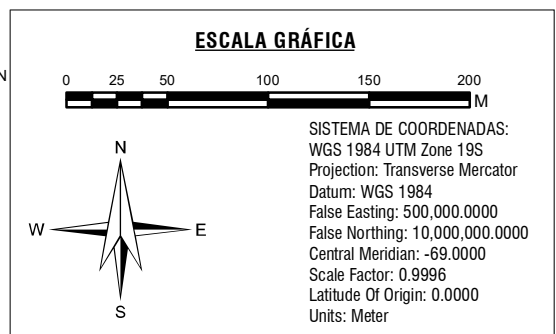 ESCALA GRÁFICA
N
0 25 50 100 150 200
M
SISTEMA DE COORDENADAS:
WGS 1984 UTM Zone 19S
Projection: Transverse Mercator
Datum: WGS 1984
False Easting: 500,000.0000
False Northing: 10,000,000.0000
Central Meridian: -69.0000
Scale Factor: 0.9996
Latitude Of Origin: 0.0000
Units: Meter
N
W E
S